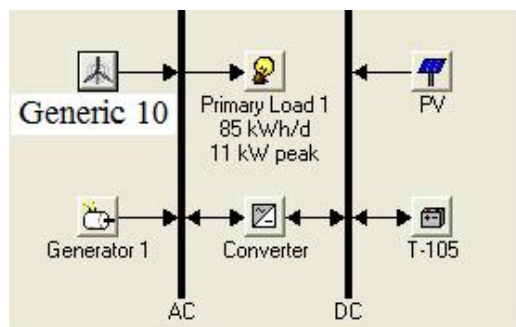 Generic 10
Primary Load 1
85 kWh/d
11 kW peak
PV
Generator 1
Converter
T-105
AC
DC